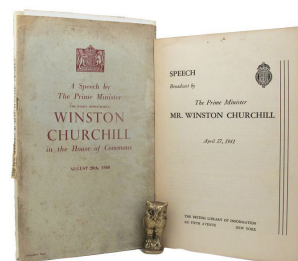 A Speech by
The Prime Minister
WINSTON
CHURCHILL
in the House of Commons
AUGUST 20th, 1940
SPEECH
Broadcast by
The Prime Minister
MR. WINSTON CHURCHILL
April 27, 1941
THE BRITISH LIBRARY OF INFORMATION
NEW YORK